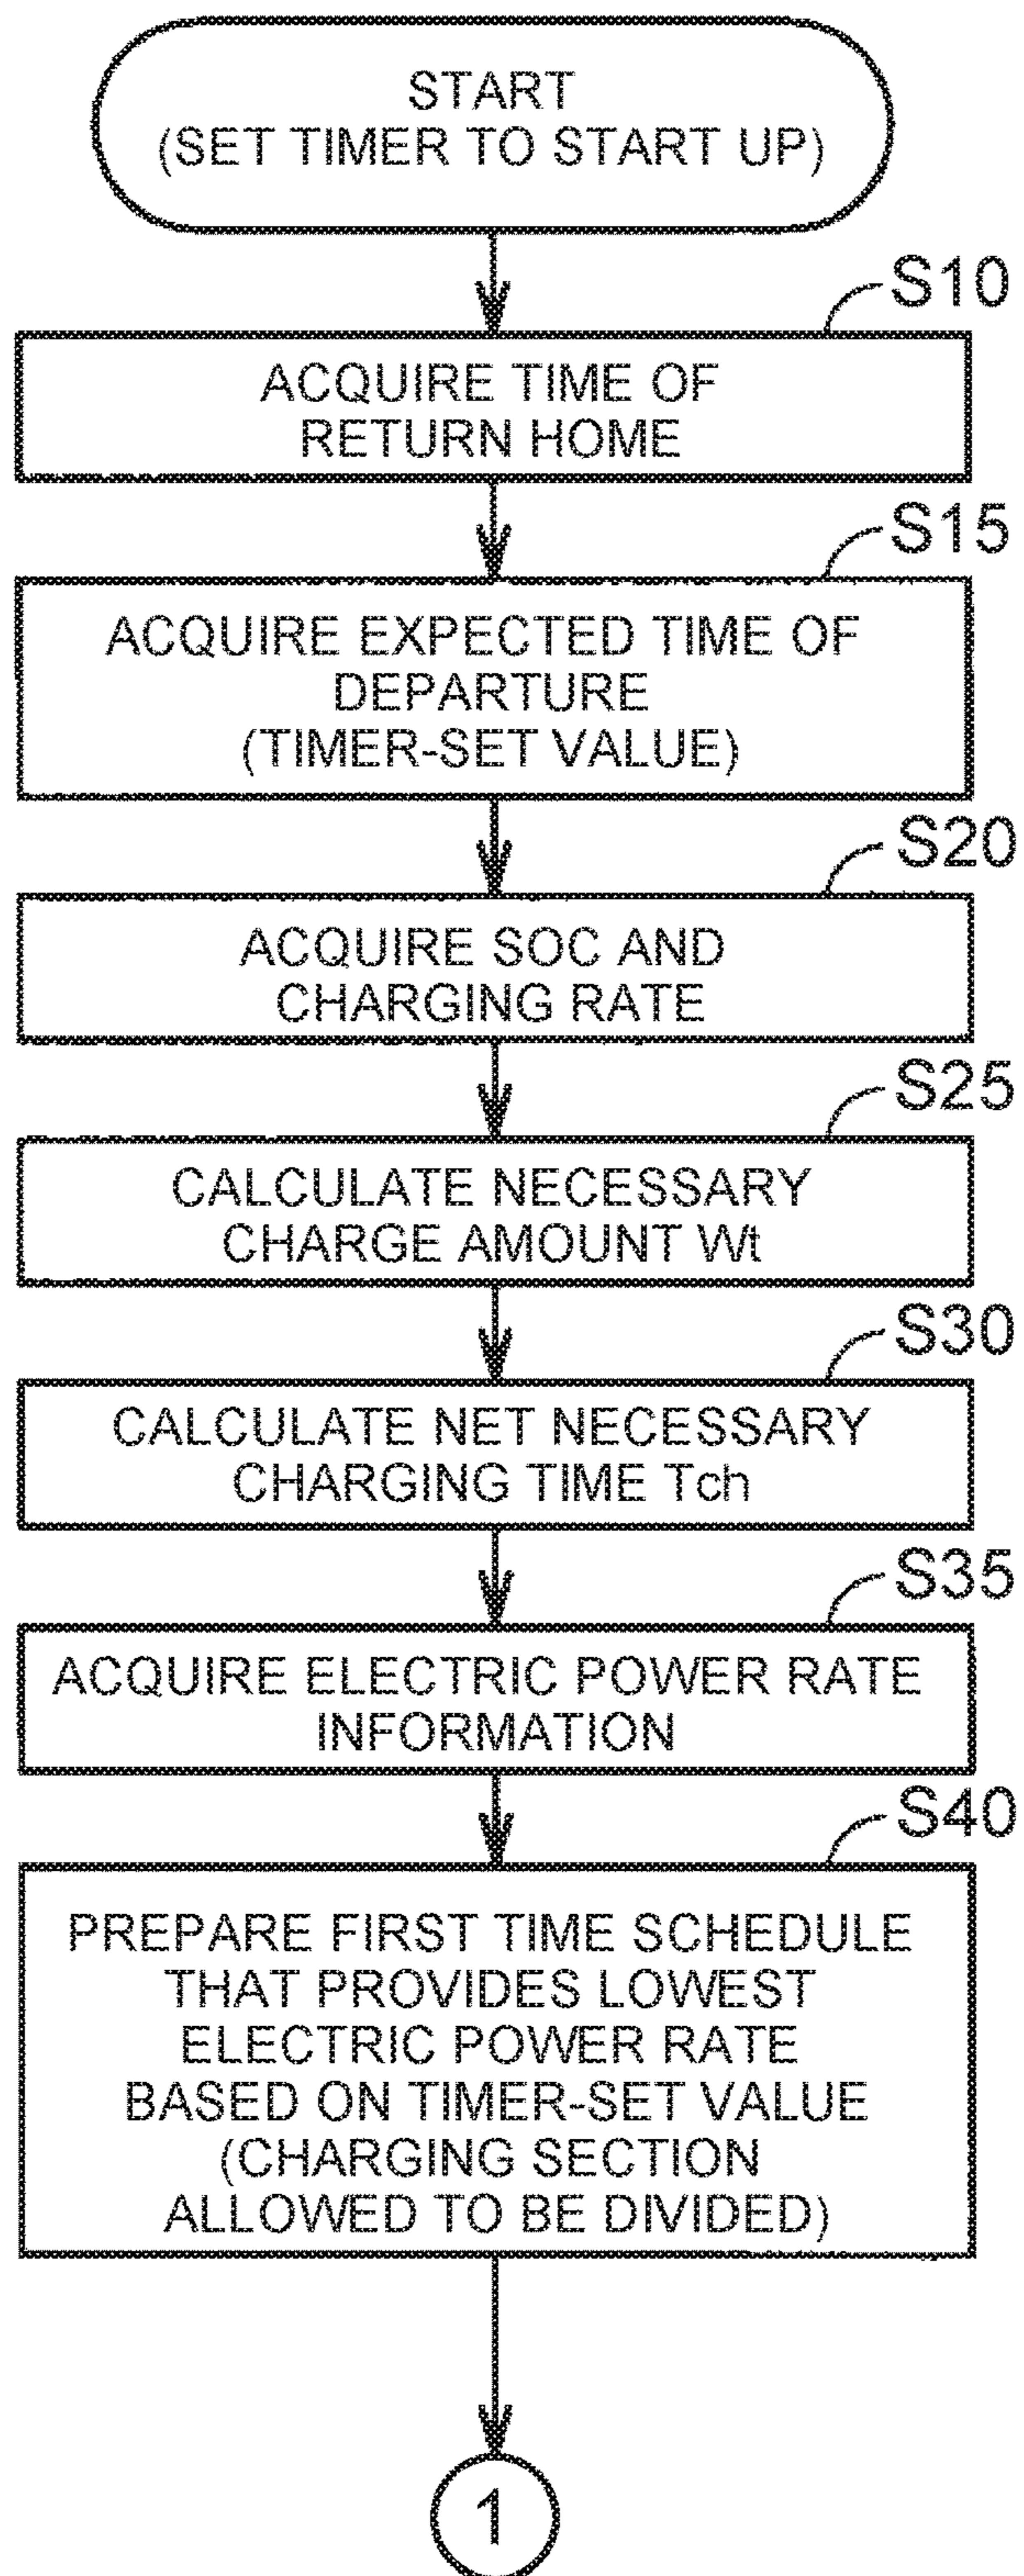 START
(SET TIMER TO START UP)
S10
ACQUIRE TIME OF
RETURN HOME
S15
ACQUIRE EXPECTED TIME OF
DEPARTURE
(TIMER-SET VALUE)
S20
ACQUIRE SOC AND
CHARGING RATE
S25
CALCULATE NECESSARY
CHARGE AMOUNT Wt
S30
CALCULATE NET NECESSARY
CHARGING TIME Tch
S35
ACQUIRE ELECTRIC POWER RATE
INFORMATION
S40
PREPARE FIRST TIME SCHEDULE
THAT PROVIDES LOWEST
ELECTRIC POWER RATE
BASED ON TIMER-SET VALUE
(CHARGING SECTION
ALLOWED TO BE DIVIDED)
1